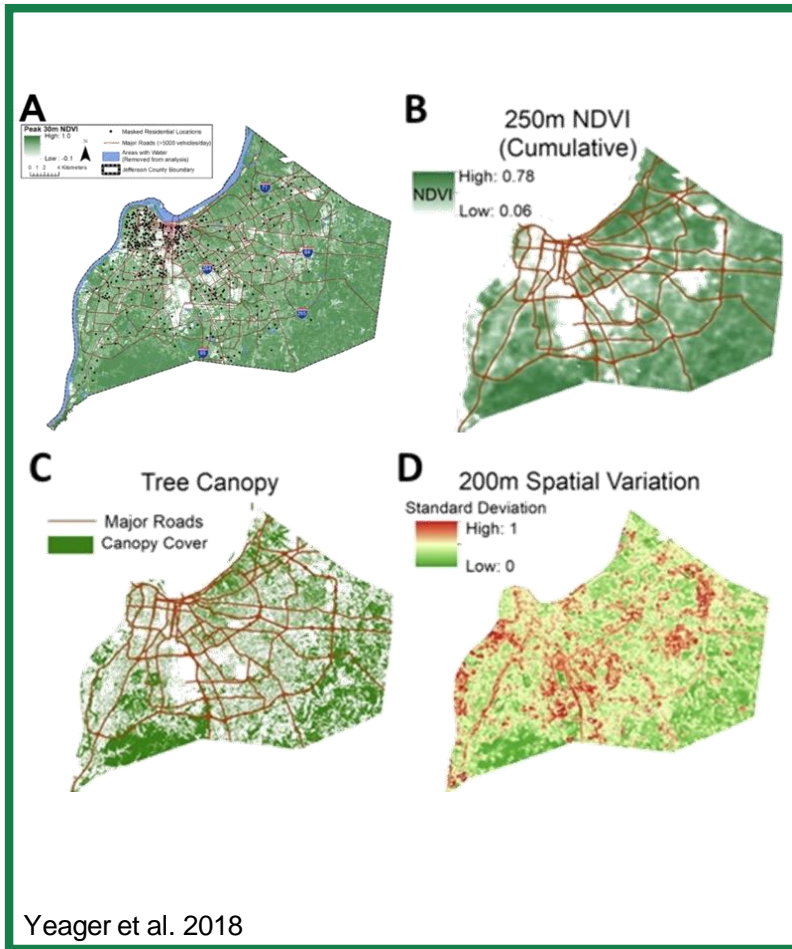 A
Peak 30m NDVI
High: 1.0
Low : -0.1
N
0 1 2 4 Kilometers
Masked Residential Locations
Major Roads (>5000 vehicles/day)
Areas with Water
(Removed from analysis)
Jefferson County Boundary
B
250m NDVI
(Cumulative)
NDVI
High: 0.78
Low: 0.06
C
Tree Canopy
Major Roads
Canopy Cover
D
200m Spatial Variation
Standard Deviation
High: 1
Low: 0
Yeager et al. 2018